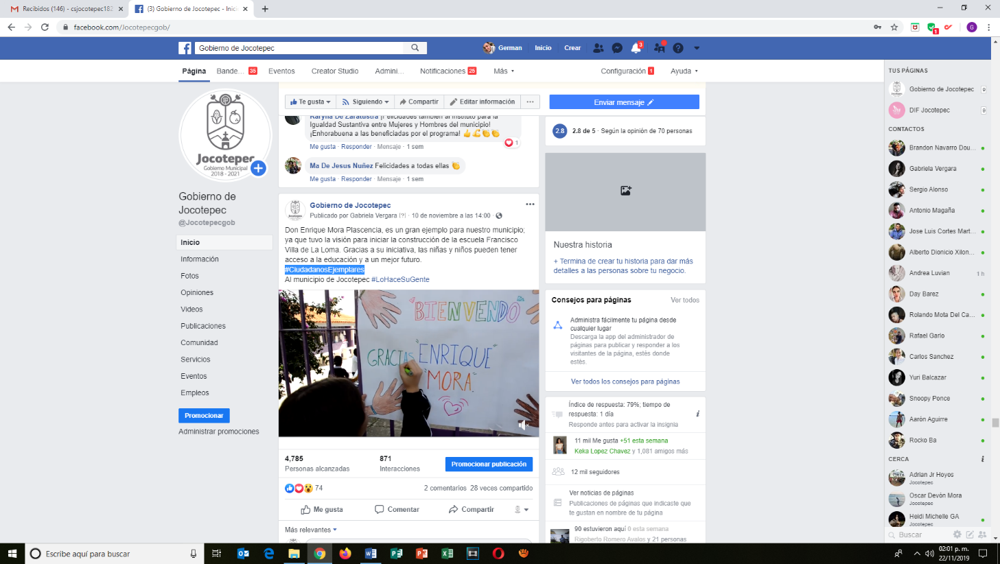 Recibidos (146) - csjocotepec182
(3) Gobierno de Jocotepec - Inici
facebook.com/Jocotepecgob/
Gobierno de Jocotepec
German
Inicio
Crear
3
Página
Bande... 35
Eventos
Creator Studio
Admini...
Notificaciones 25
Más
Configuración 1
Ayuda
Jocotepec
Gobierno Municipal
2018 - 2021
Gobierno de
Jocotepec
@Jocotepecgob
Inicio
Información
Fotos
Opiniones
Videos
Publicaciones
Comunidad
Servicios
Eventos
Empleos
Promocionar
Administrar promociones
Te gusta
Siguiendo
Compartir
Editar información
Enviar mensaje
Karyna De Zaratustra ¡Felicidades también al Instituto para la
Igualdad Sustantiva entre Mujeres y Hombres del municipio!
¡Enhorabuena a las beneficiadas por el programa!
1
Me gusta · Responder · Mensaje · 1 sem
Ma De Jesus Nuñez Felicidades a todas ellas
Me gusta · Responder · Mensaje · 1 sem
Gobierno de Jocotepec
Publicado por Gabriela Vergara [?] · 10 de noviembre a las 14:00 ·
Don Enrique Mora Plascencia, es un gran ejemplo para nuestro municipio;
ya que tuvo la visión para iniciar la construcción de la escuela Francisco
Villa de La Loma. Gracias a su iniciativa, las niñas y niños pueden tener
acceso a la educación y a un mejor futuro.
#CiudadanosEjemplares
Al municipio de Jocotepec #LoHaceSuGente
"BIENVENDO"
GRACIAS "ENRIQUE"
"MORA."
4,785
Personas alcanzadas
871
Interacciones
Promocionar publicación
74
2 comentarios 28 veces compartido
Me gusta
Comentar
Compartir
Más relevantes
2.8
2.8 de 5 · Según la opinión de 70 personas
Nuestra historia
+ Termina de crear tu historia para dar más
detalles a las personas sobre tu negocio.
Consejos para páginas
Ver todos
Administra fácilmente tu página desde
cualquier lugar
Descarga la app del administrador de
páginas para publicar y responder a los
visitantes de la página, estés donde
estés.
Ver todos los consejos para páginas
Índice de respuesta: 79%; tiempo de
respuesta: 1 día
Responde antes para activar la insignia
11 mil Me gusta +51 esta semana
Keka Lopez Chavez y 1,081 amigos más
12 mil seguidores
Ver noticias de páginas
Publicaciones de páginas que indicaste que
te gustan en nombre de tu página
90 estuvieron aquí 0 esta semana
Rigoberto Romero Avalos y 21 personas
TUS PÁGINAS
Gobierno de Jocotepec 9
DIF Jocotepec 0
CONTACTOS
Brandon Navarro Dou...
Gabriela Vergara
Sergio Alonso
Antonio Magaña
Jose Luis Cortes Mart...
Alberto Dionicio Xilon...
Andrea Luvian 1 h
Day Barez
Rolando Mota Del Ca...
Rafael Garlo
Carlos Sanchez
Yuri Balcazar
Snoopy Ponce
Aarón Aguirre
Rocko Ba
CERCA
Adrian Jr Hoyos
Jocotepec
Oscar Devón Mora
Jocotepec
Heidi Michelle GA
Jocotepec
Buscar
Escribe aquí para buscar
02:01 p. m.
22/11/2019